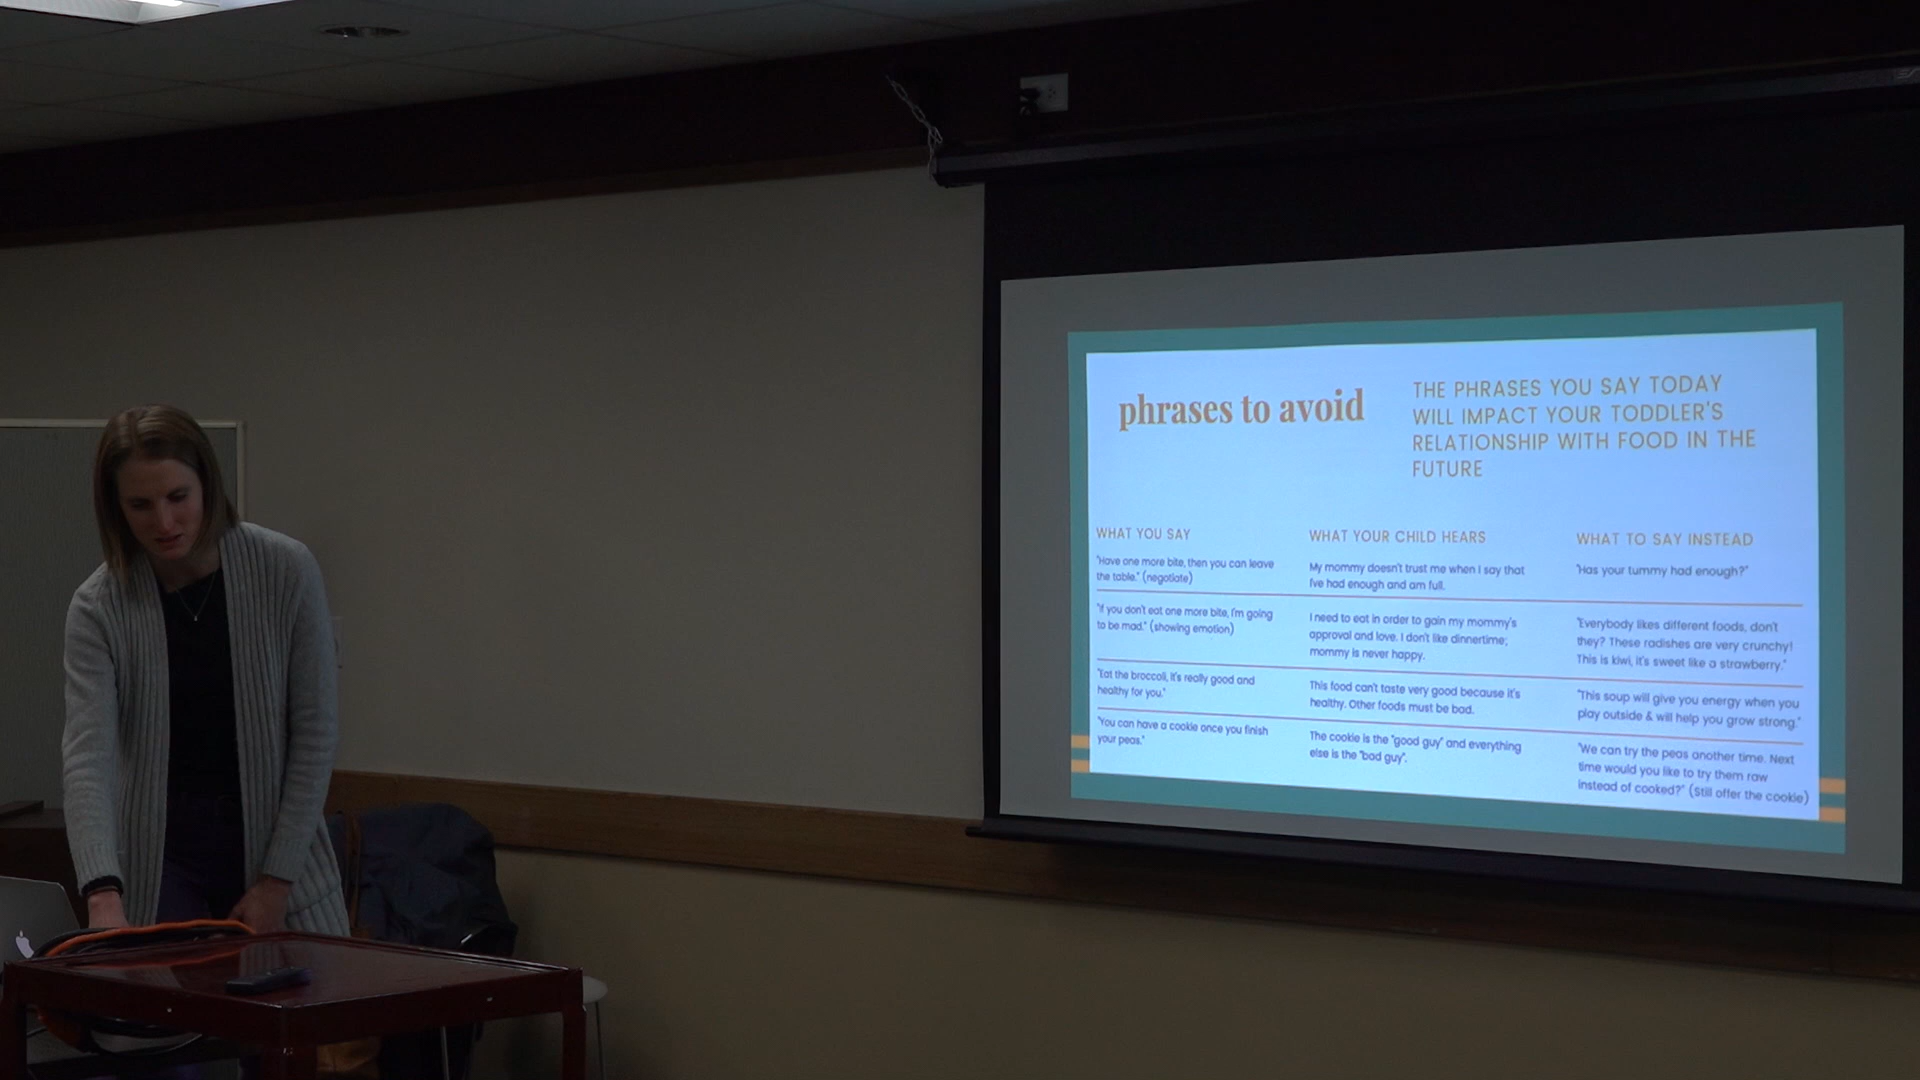 phrases to avoid
THE PHRASES YOU SAY TODAY
WILL IMPACT YOUR TODDLER'S
RELATIONSHIP WITH FOOD IN THE
FUTURE
WHAT YOU SAY
WHAT YOUR CHILD HEARS
WHAT TO SAY INSTEAD
"Have one more bite, then you can leave
the table." (negotiate)
My mommy doesn't trust me when I say that
I've had enough and am full.
"Has your tummy had enough?"
"If you don't eat one more bite, I'm going
to be mad." (showing emotion)
I need to eat in order to gain my mommy's
approval and love. I don't like dinnertime;
mommy is never happy.
"Everybody likes different foods, don't
they? These radishes are very crunchy!
This is kiwi, it's sweet like a strawberry."
"Eat the broccoli, it's really good and
healthy for you."
This food can't taste very good because it's
healthy. Other foods must be bad.
"This soup will give you energy when you
play outside & will help you grow strong."
"You can have a cookie once you finish
your peas."
The cookie is the "good guy" and everything
else is the "bad guy".
"We can try the peas another time. Next
time would you like to try them raw
instead of cooked?" (Still offer the cookie)